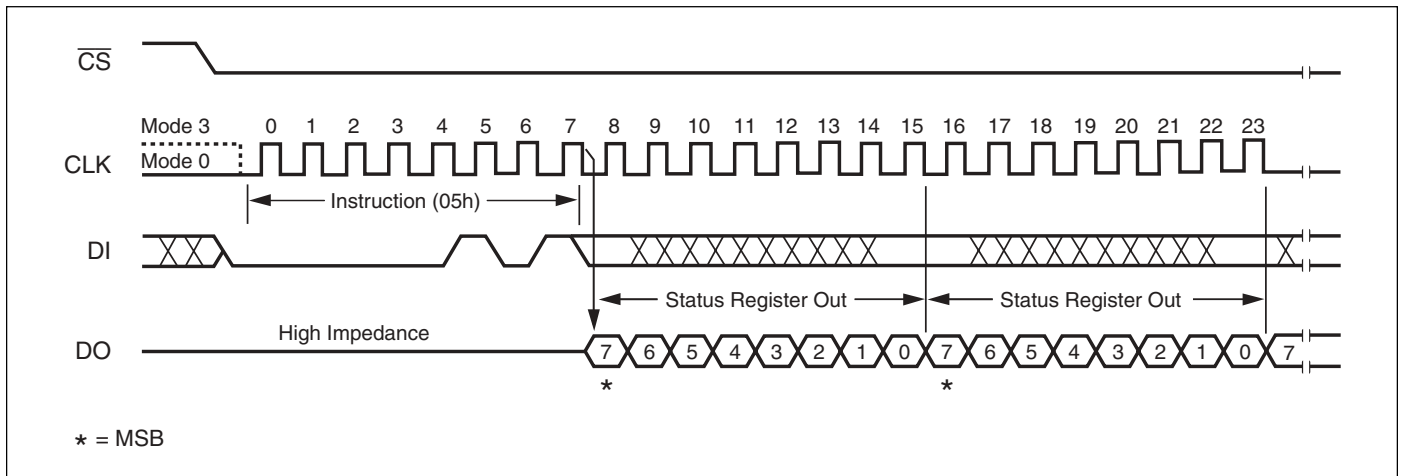 CS
Mode 3 0 1 2 3 4 5 6 7 8 9 10 11 12 13 14 15 16 17 18 19 20 21 22 23
CLK Mode 0
Instruction (05h)
DI
Status Register Out Status Register Out
High Impedance
DO 7 6 5 4 3 2 1 0 7 6 5 4 3 2 1 0 7
* *
* = MSB